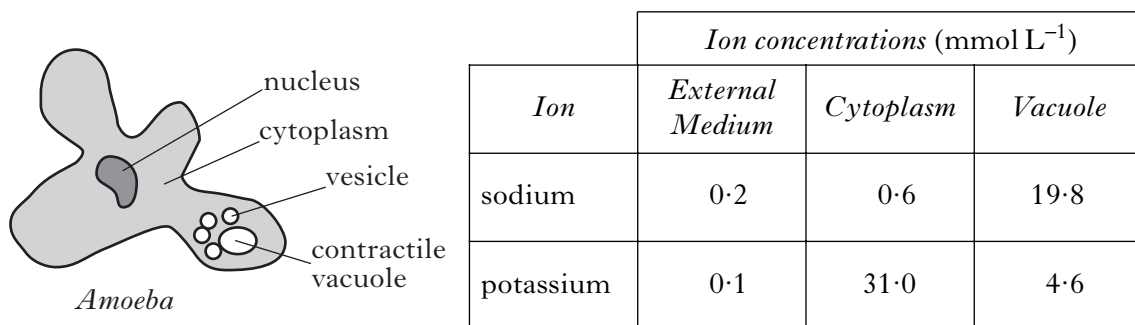 nucleus
cytoplasm
vesicle
contractile
vacuole
Amoeba
Ion concentrations (mmol L⁻¹)
Ion External Medium Cytoplasm Vacuole
sodium 0·2 0·6 19·8
potassium 0·1 31·0 4·6